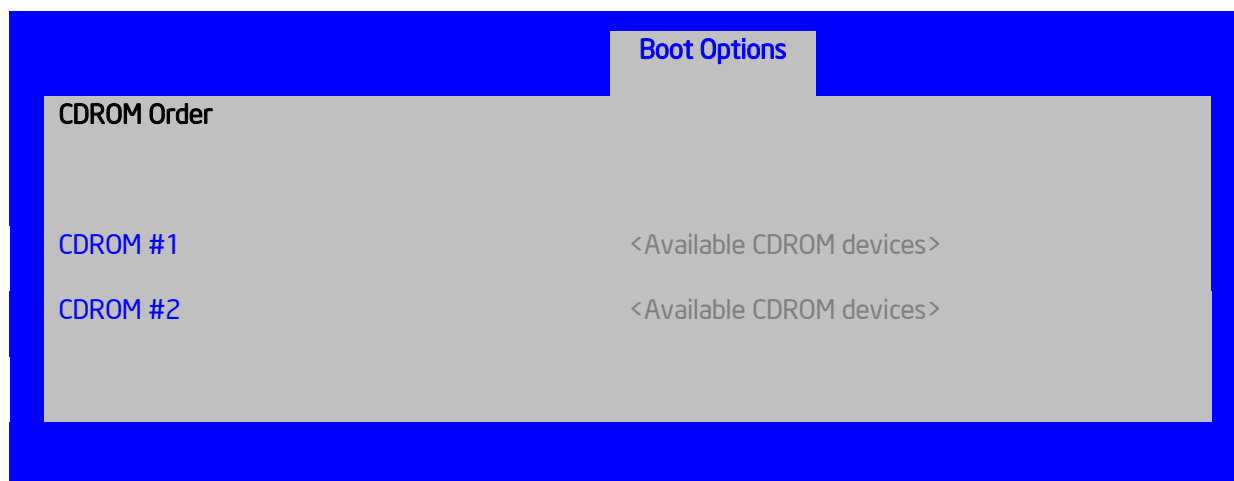 Boot Options
CDROM Order
CDROM #1 <Available CDROM devices>
CDROM #2 <Available CDROM devices>